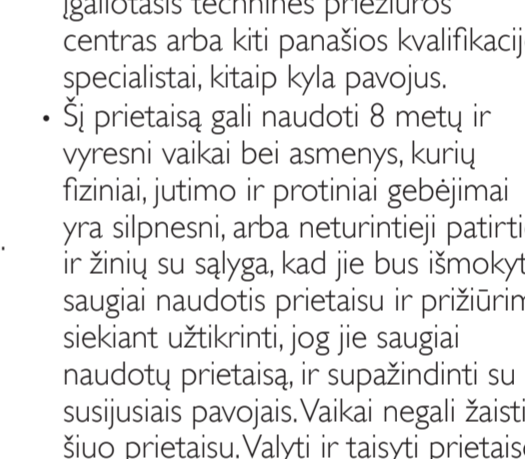 įgaliotasis techninės priežiūros
centras arba kiti panašios kvalifikacij
specialistai, kitaip kyla pavojus.
• Šį prietaisą gali naudoti 8 metų ir
vyresni vaikai bei asmenys, kurių
fiziniai, jutimo ir protiniai gebėjimai
yra silpnesni, arba neturintieji patirti
ir žinių su sąlyga, kad jie bus išmokyt
saugiai naudotis prietaisu ir prižiūrim
siekiant užtikrinti, jog jie saugiai
naudotų prietaisą, ir supažindinti su
susijusiais pavojais. Vaikai negali žaisti
šiuo prietaisu. Valyti ir taisyti prietais